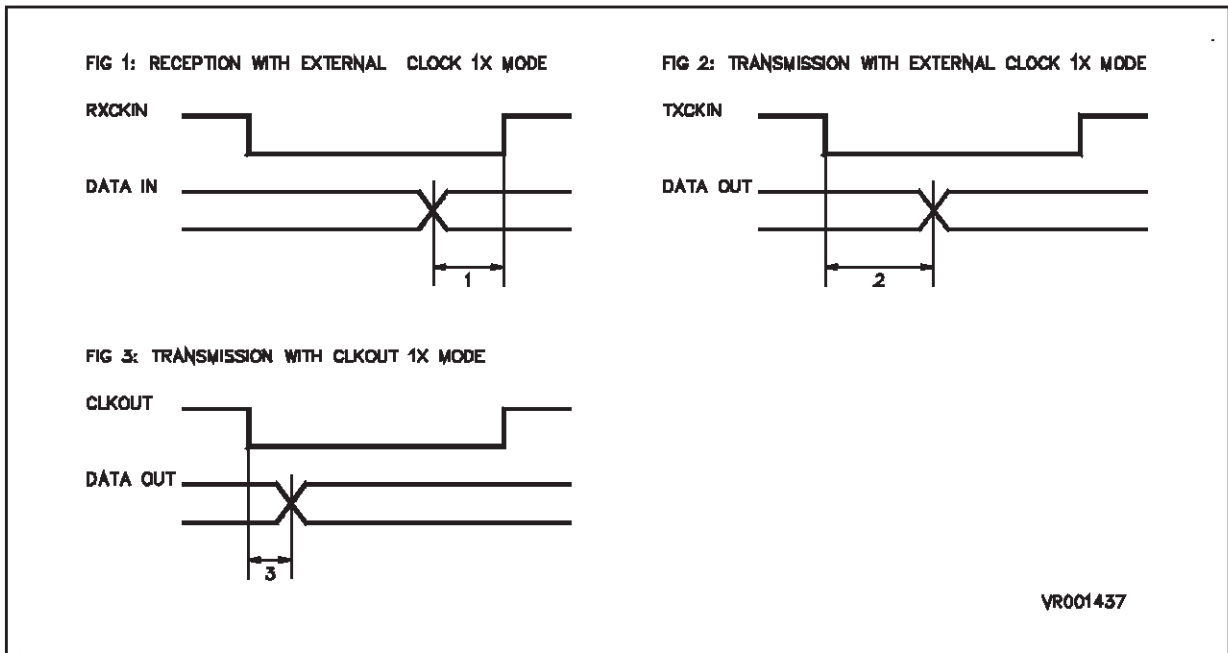 FIG 1: RECEPTION WITH EXTERNAL CLOCK 1X MODE
RXCKIN
DATA IN
1
FIG 2: TRANSMISSION WITH EXTERNAL CLOCK 1X MODE
TXCKIN
DATA OUT
2
FIG 3: TRANSMISSION WITH CLKOUT 1X MODE
CLKOUT
DATA OUT
3
VR001437